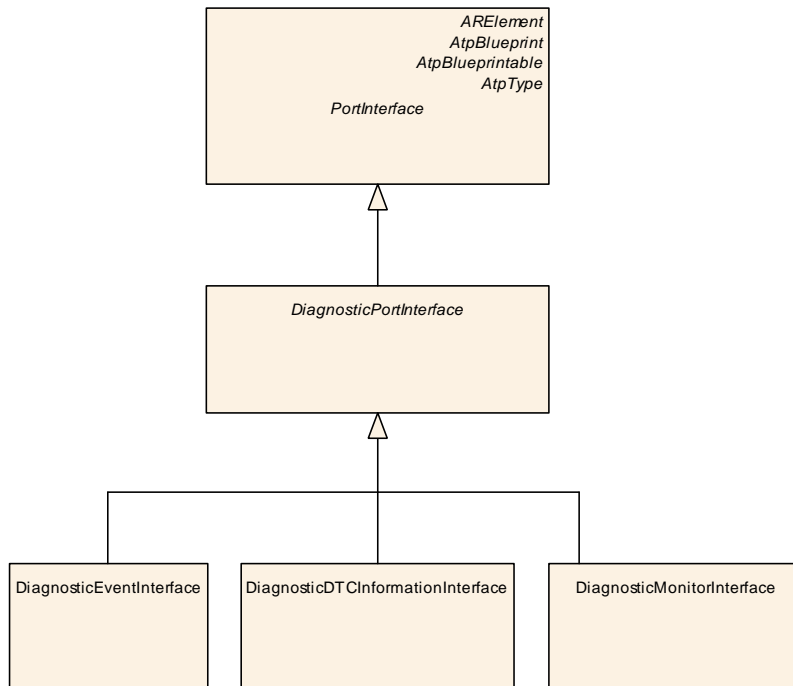 ARElement
AtpBlueprint
AtpBlueprintable
AtpType
PortInterface
DiagnosticPortInterface
DiagnosticEventInterface
DiagnosticDTCInformationInterface
DiagnosticMonitorInterface